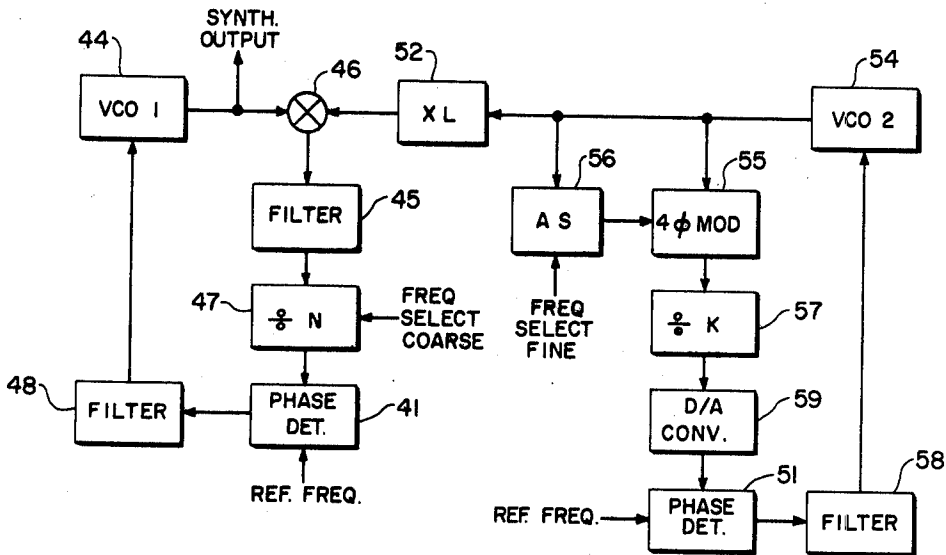 SYNTH.
OUTPUT
44
46
52
54
VCO 1
X L
VCO 2
56
55
FILTER
45
A S
4 ϕ MOD
47
÷ N
FREQ
SELECT
COARSE
FREQ
SELECT
FINE
÷ K
57
48
FILTER
PHASE
DET.
41
D/A
CONV.
59
REF. FREQ.
51
58
REF. FREQ.
PHASE
DET.
FILTER